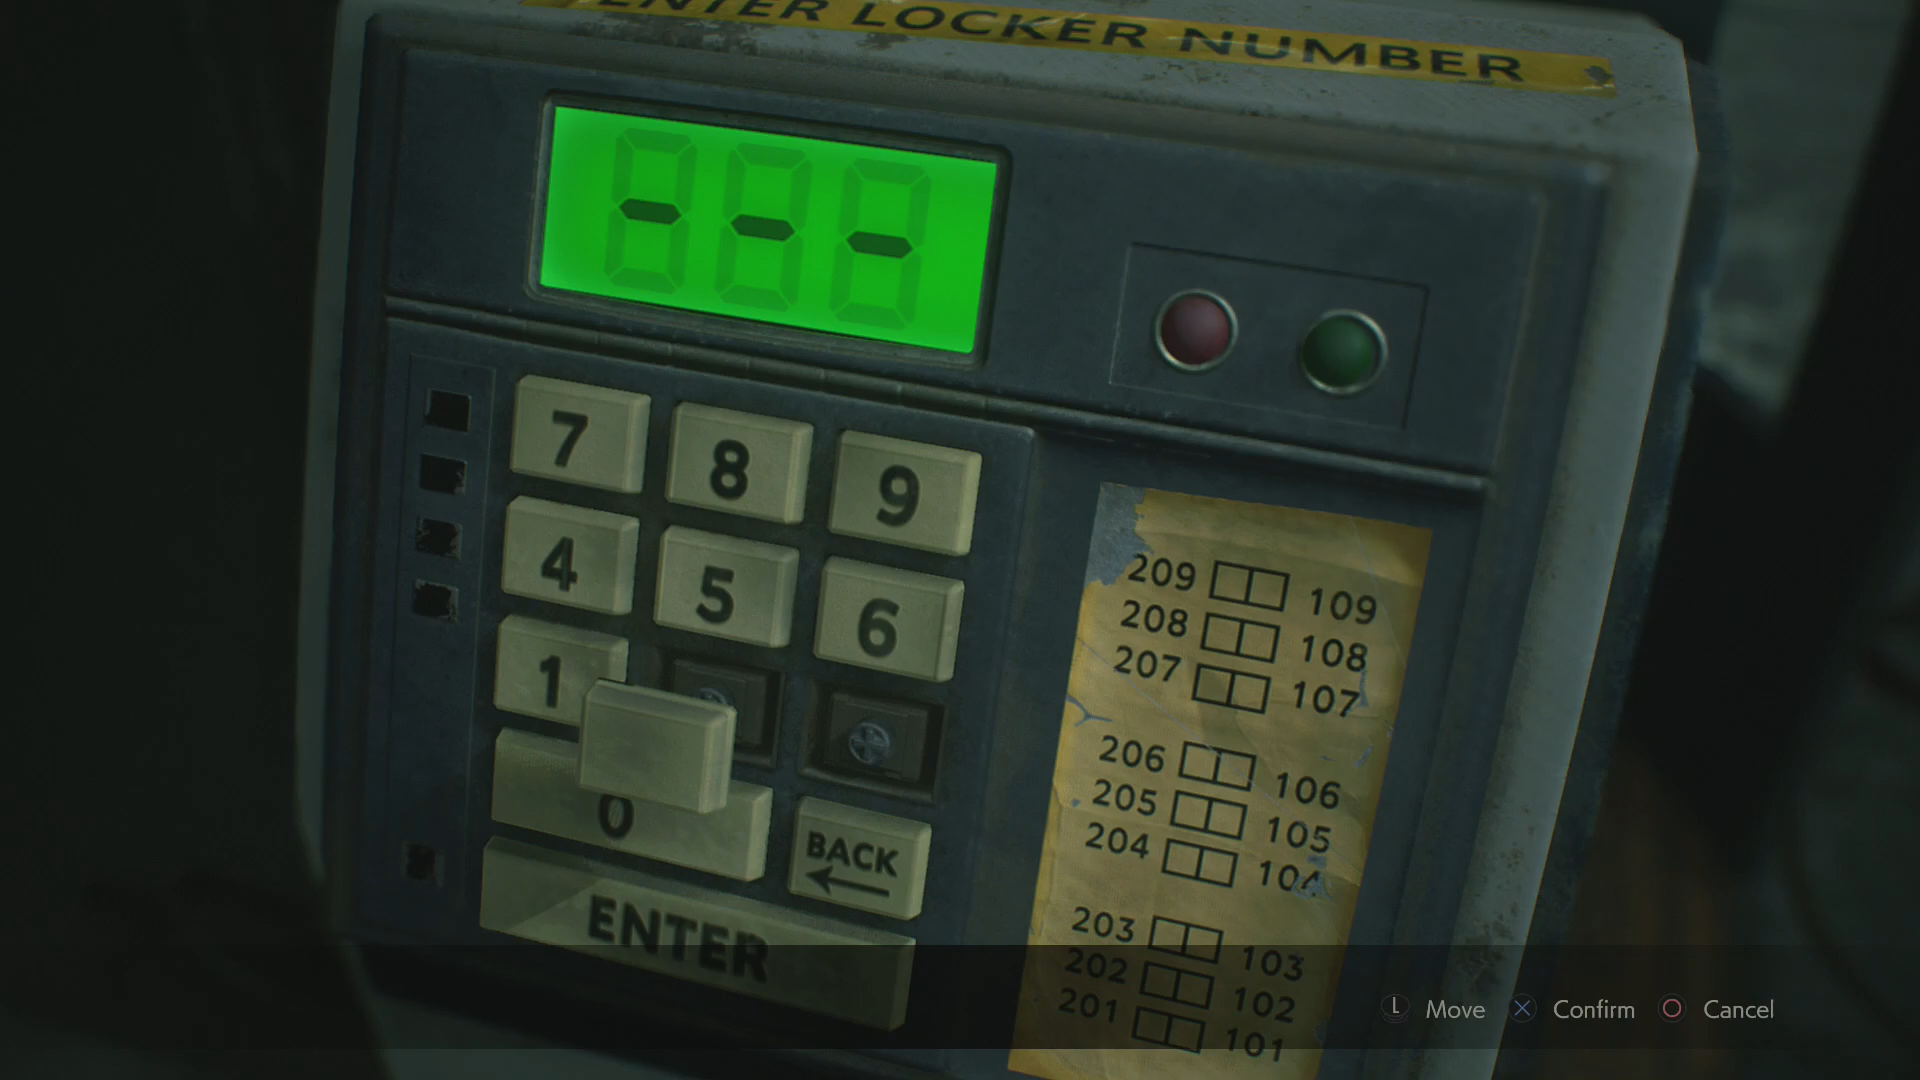 ENTER LOCKER NUMBER
---
7 8 9
4 5 6
1
0 BACK
ENTER
209 109
208 108
207 107
206 106
205 105
204 104
203 103
202 102
201 101
L Move Confirm Cancel